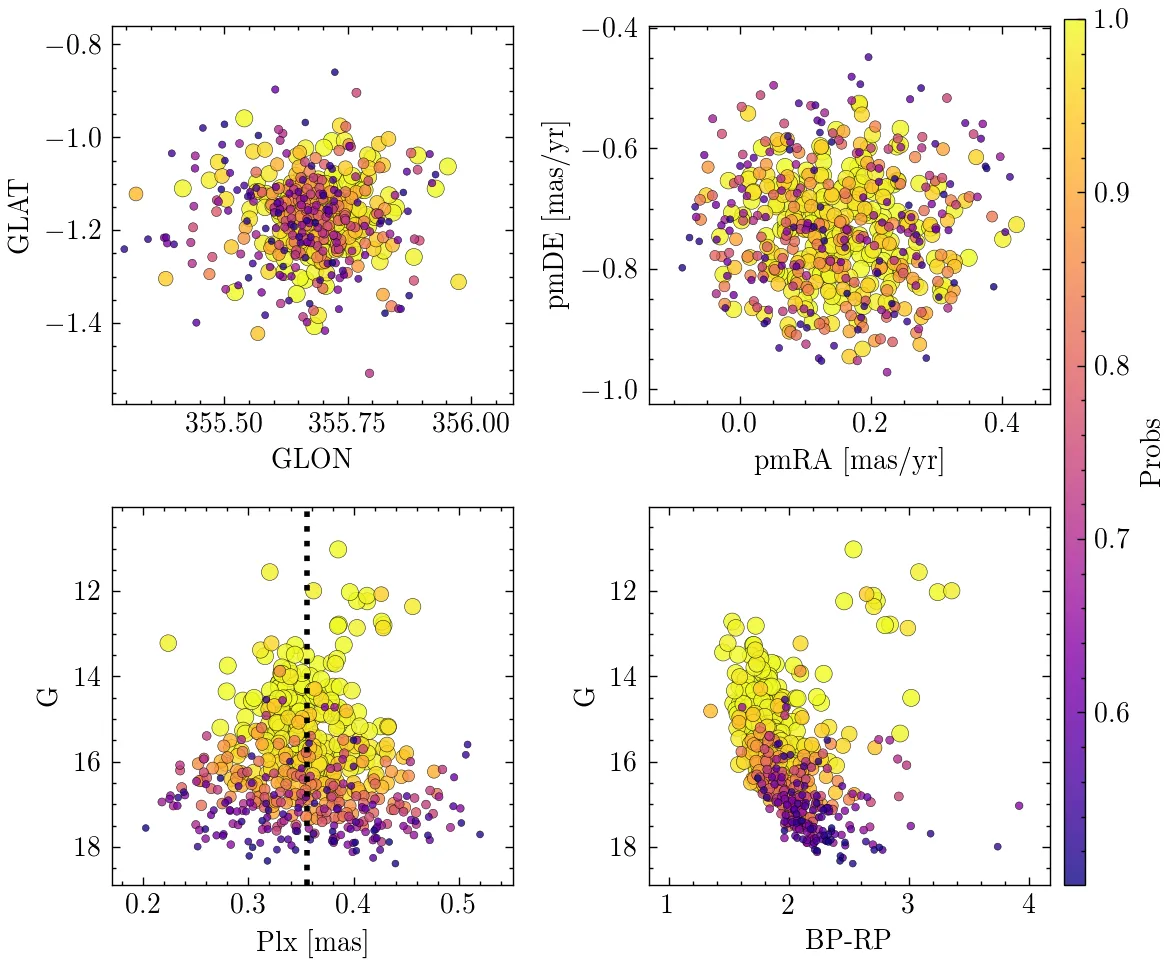 −0.8
−1.0
−1.2
−1.4
GLAT
355.50 355.75 356.00
GLON
−0.4
−0.6
−0.8
−1.0
pmDE [mas/yr]
0.0 0.2 0.4
pmRA [mas/yr]
12
14
16
18
G
0.2 0.3 0.4 0.5
Plx [mas]
12
14
16
18
G
1 2 3 4
BP-RP
1.0
0.9
0.8
0.7
0.6
Probs